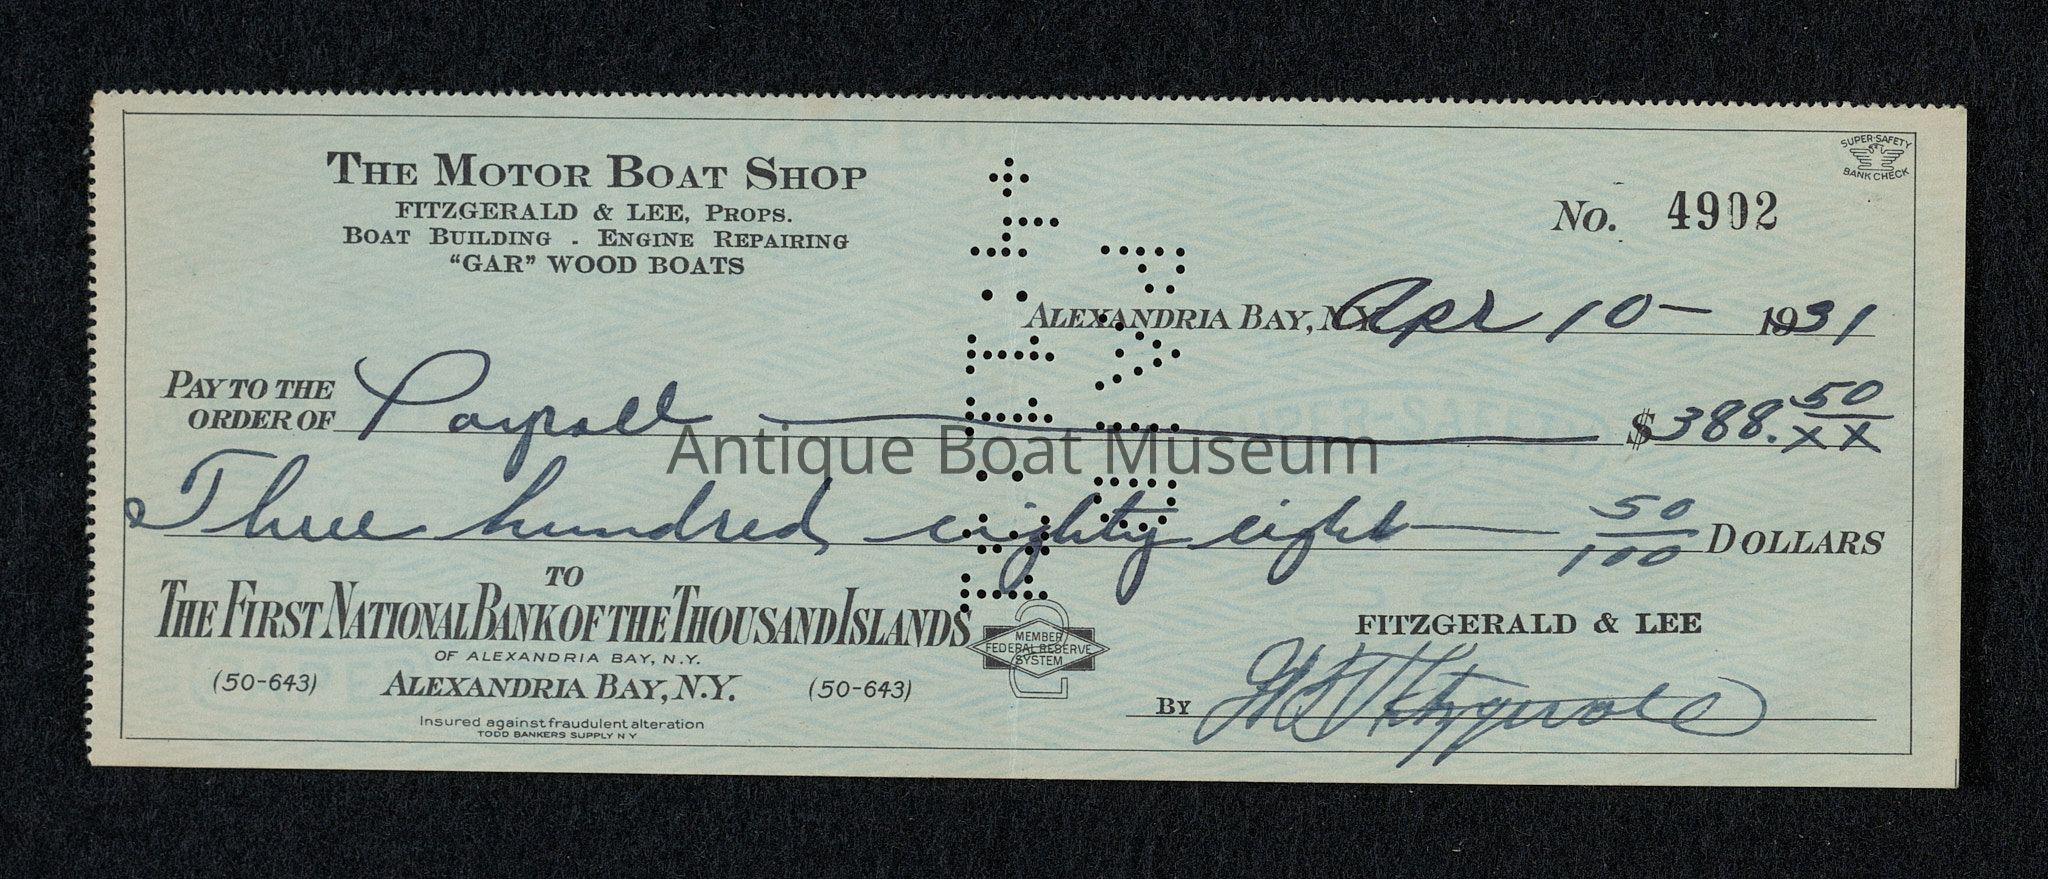 THE MOTOR BOAT SHOP
FITZGERALD & LEE, PROPS.
BOAT BUILDING - ENGINE REPAIRING
"GAR" WOOD BOATS
SUPER-SAFETY
BANK CHECK
No. 4902
ALEXANDRIA BAY, N.Y. Apr 10 - 1931
PAY TO THE
ORDER OF Payroll $388. 50/XX
Antique Boat Museum
Three hundred eighty eight 50/100 DOLLARS
TO
THE FIRST NATIONAL BANK OF THE THOUSAND ISLANDS
OF ALEXANDRIA BAY, N.Y.
(50-643) ALEXANDRIA BAY, N.Y. (50-643)
Insured against fraudulent alteration
TODD BANKERS SUPPLY N Y
MEMBER
FEDERAL RESERVE
SYSTEM
2
FITZGERALD & LEE
BY Fitzgerald